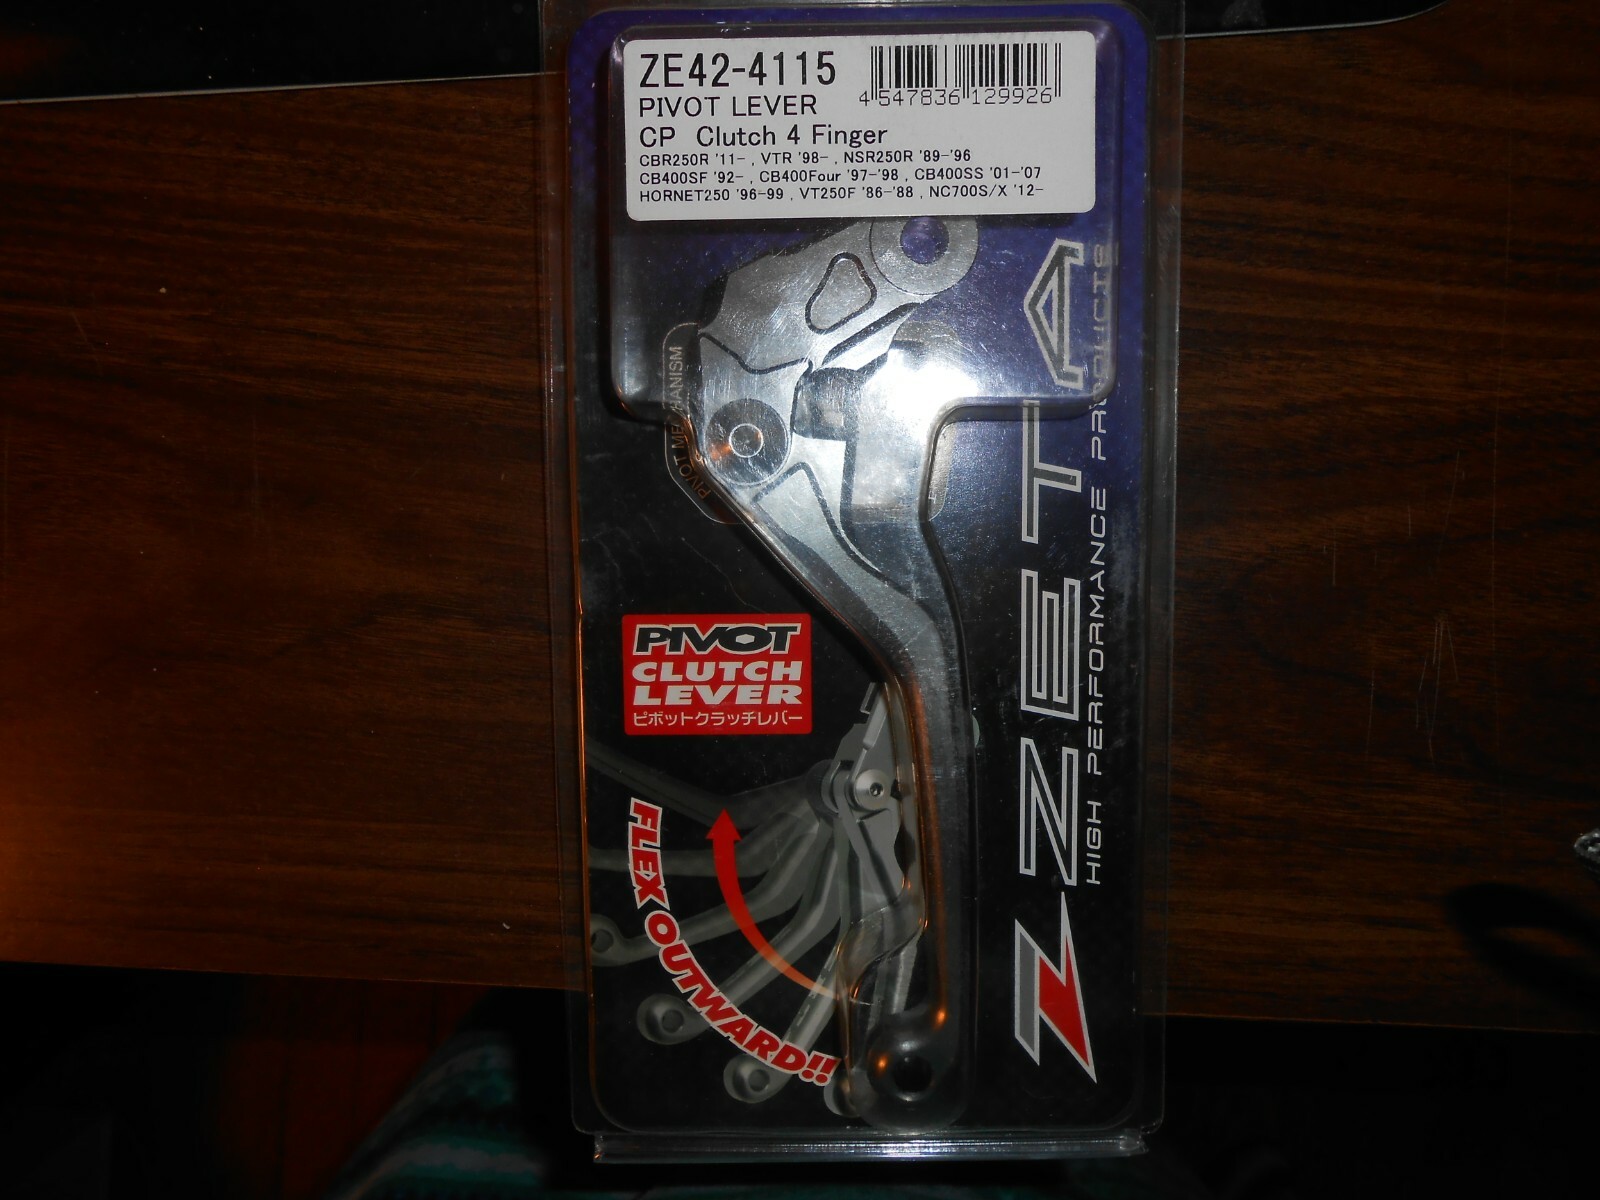 ZE42-4115
4 547836 129926
PIVOT LEVER
CP Clutch 4 Finger
CBR250R '11- , VTR '98- , NSR250R '89-'96
CB400SF '92- , CB400Four '97-'98 , CB400SS '01-'07
HORNET250 '96-99 , VT250F '86-'88 , NC700S/X '12-
PIVOT MECHANISM
PIVOT
CLUTCH
LEVER
ピボットクラッチレバー
FLEX OUTWARD!!
ZETA
HIGH PERFORMANCE PRODUCTS